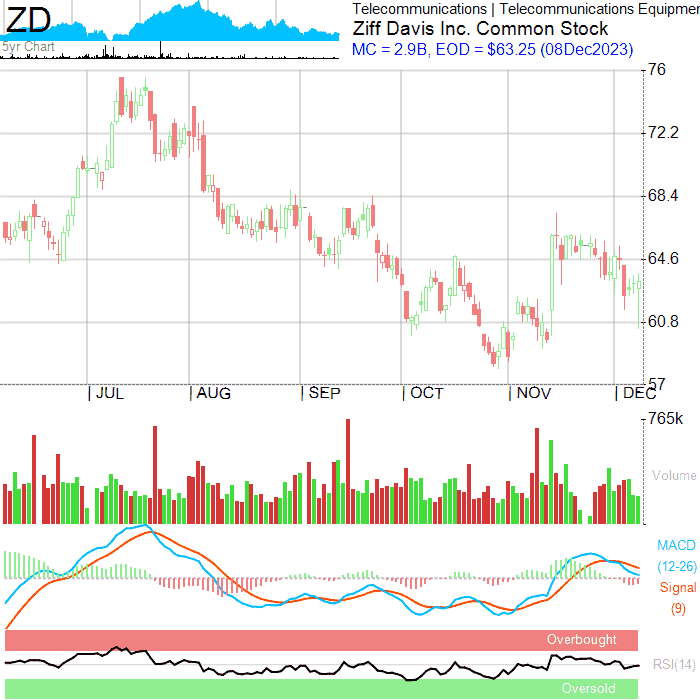 ZD
5yr Chart
Telecommunications | Telecommunications Equipmen
Ziff Davis Inc. Common Stock
MC = 2.9B, EOD = $63.25 (08Dec2023)
76
72.2
68.4
64.6
60.8
57
| JUL | AUG | SEP | OCT | NOV | DEC
765k
Volume
MACD
(12-26)
Signal
(9)
Overbought
RSI(14)
Oversold